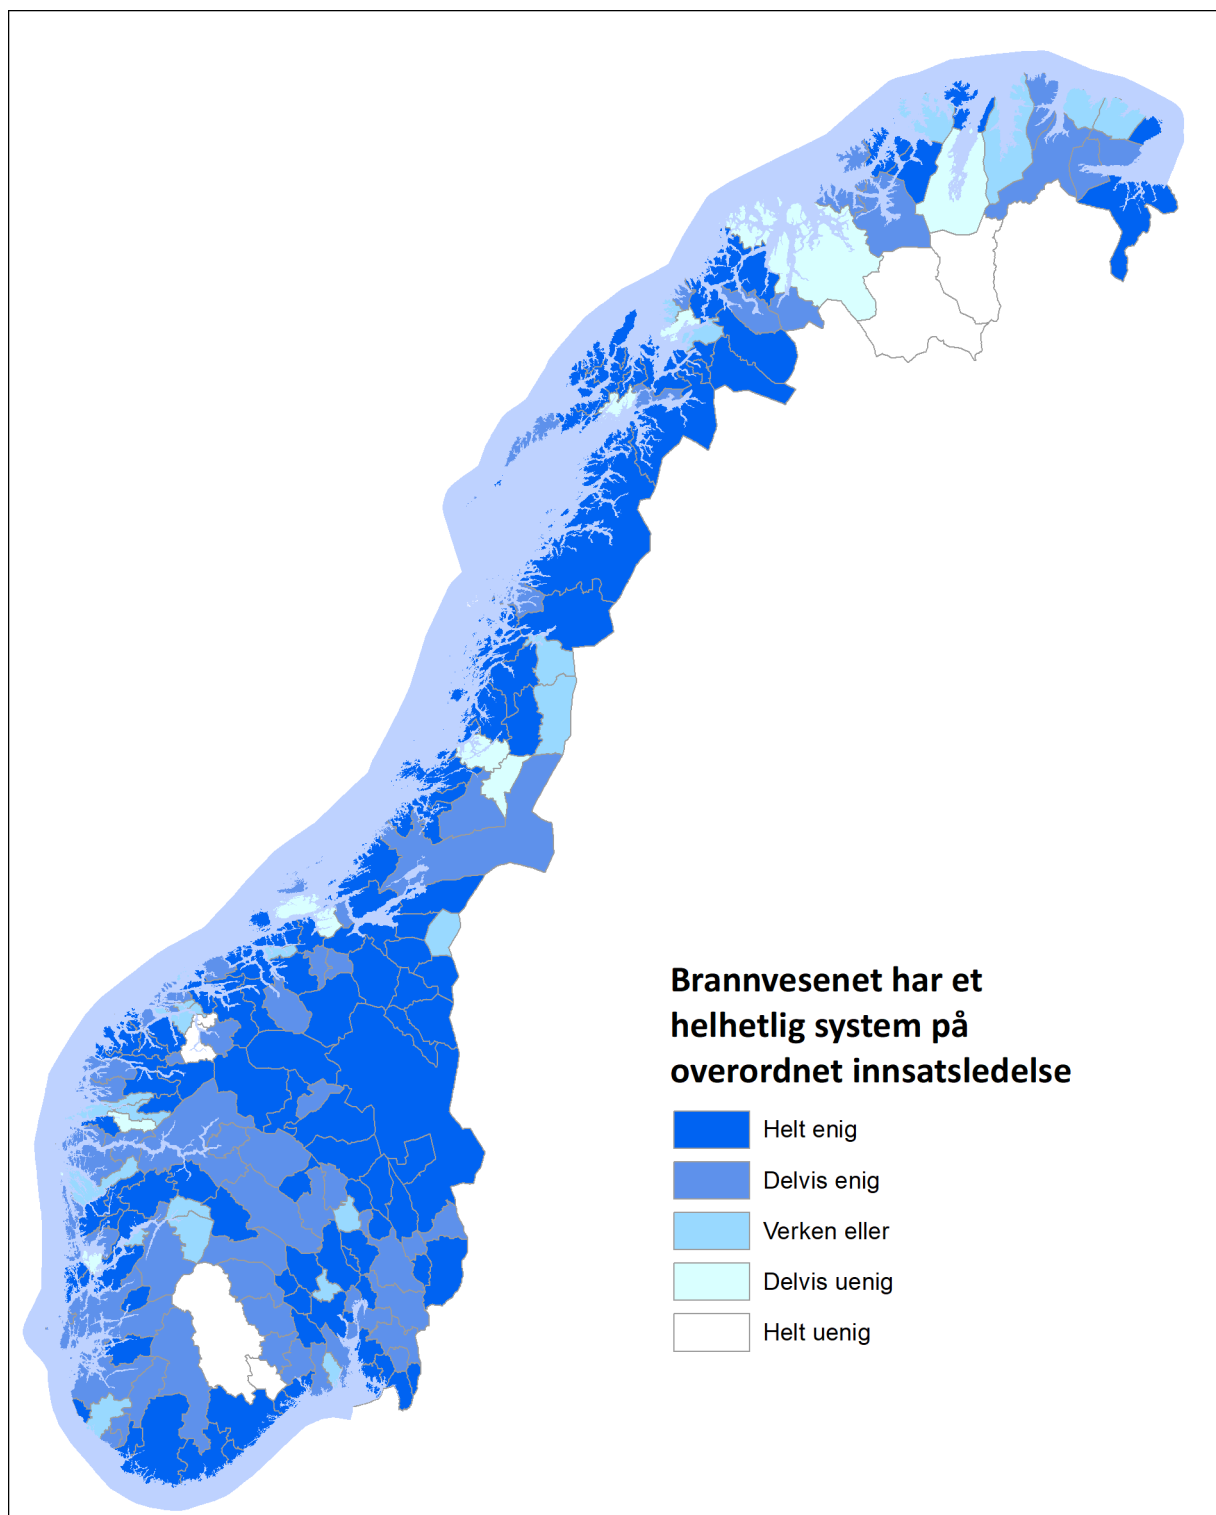 Brannvesenet har et
helhetlig system på
overordnet innsatsledelse
Helt enig
Delvis enig
Verken eller
Delvis uenig
Helt uenig